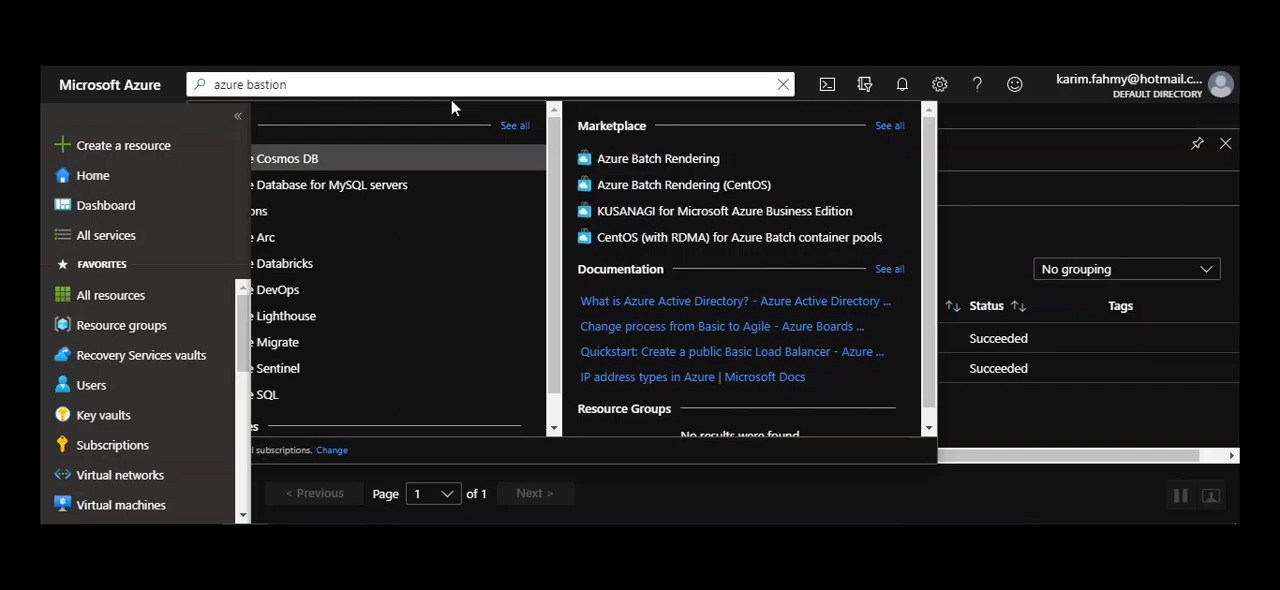 Microsoft Azure
azure bastion
karim.fahmy@hotmail.c...
DEFAULT DIRECTORY
«
Create a resource
Home
Dashboard
All services
FAVORITES
All resources
Resource groups
Recovery Services vaults
Users
Key vaults
Subscriptions
Virtual networks
Virtual machines
See all
e Cosmos DB
e Database for MySQL servers
ons
e Arc
e Databricks
e DevOps
e Lighthouse
e Migrate
e Sentinel
e SQL
es
l subscriptions. Change
Marketplace See all
Azure Batch Rendering
Azure Batch Rendering (CentOS)
KUSANAGI for Microsoft Azure Business Edition
CentOS (with RDMA) for Azure Batch container pools
Documentation See all
What is Azure Active Directory? - Azure Active Directory ...
Change process from Basic to Agile - Azure Boards ...
Quickstart: Create a public Basic Load Balancer - Azure ...
IP address types in Azure | Microsoft Docs
Resource Groups
No results were found
No grouping
Status Tags
Succeeded
Succeeded
< Previous Page 1 of 1 Next >